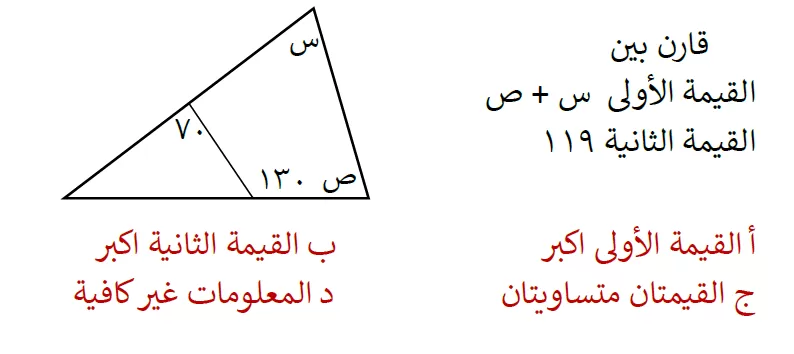 قارن بين
القيمة الأولى س + ص
القيمة الثانية ١١٩
س
٧٠
١٣٠ ص
أ القيمة الأولى اكبر
ب القيمة الثانية اكبر
ج القيمتان متساويتان
د المعلومات غير كافية